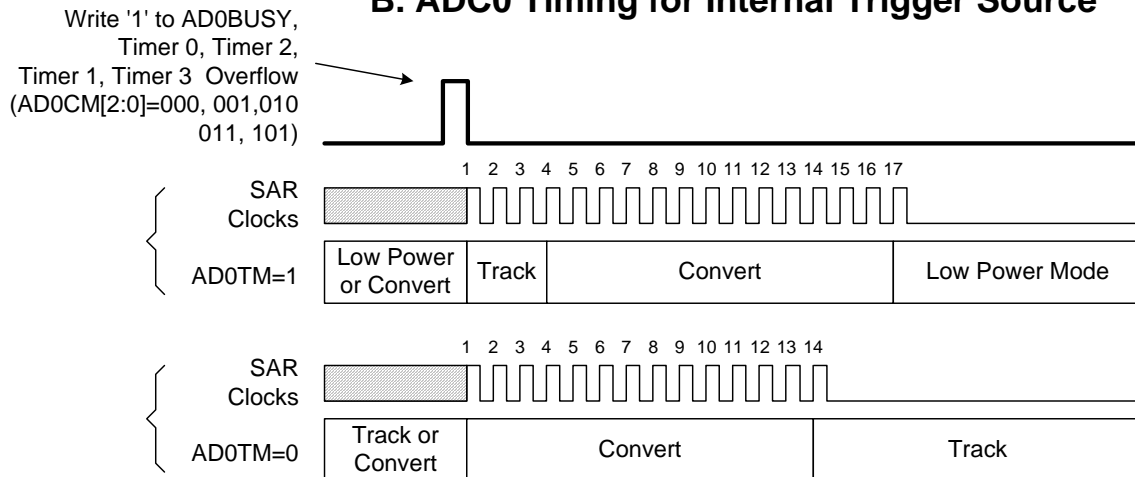 B. ADC0 Timing for Internal Trigger Source
Write '1' to AD0BUSY,
Timer 0, Timer 2,
Timer 1, Timer 3 Overflow
(AD0CM[2:0]=000, 001,010
011, 101)
1 2 3 4 5 6 7 8 9 10 11 12 13 14 15 16 17
SAR
Clocks
AD0TM=1
Low Power
or Convert
Track
Convert
Low Power Mode
1 2 3 4 5 6 7 8 9 10 11 12 13 14
SAR
Clocks
AD0TM=0
Track or
Convert
Convert
Track